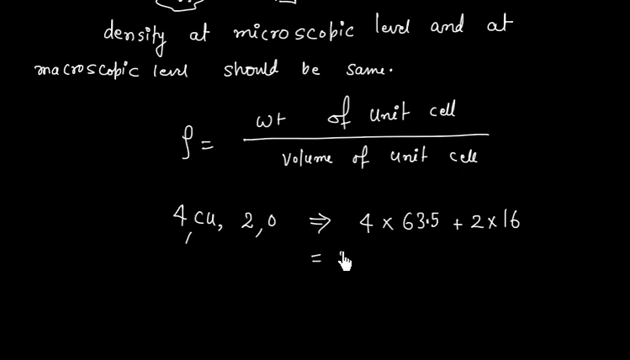 density at microscopic level and at
macroscopic level should be same.
ρ = wt of unit cell / volume of unit cell
4, Cu, 2, O ⇒ 4 × 63.5 + 2 × 16
=